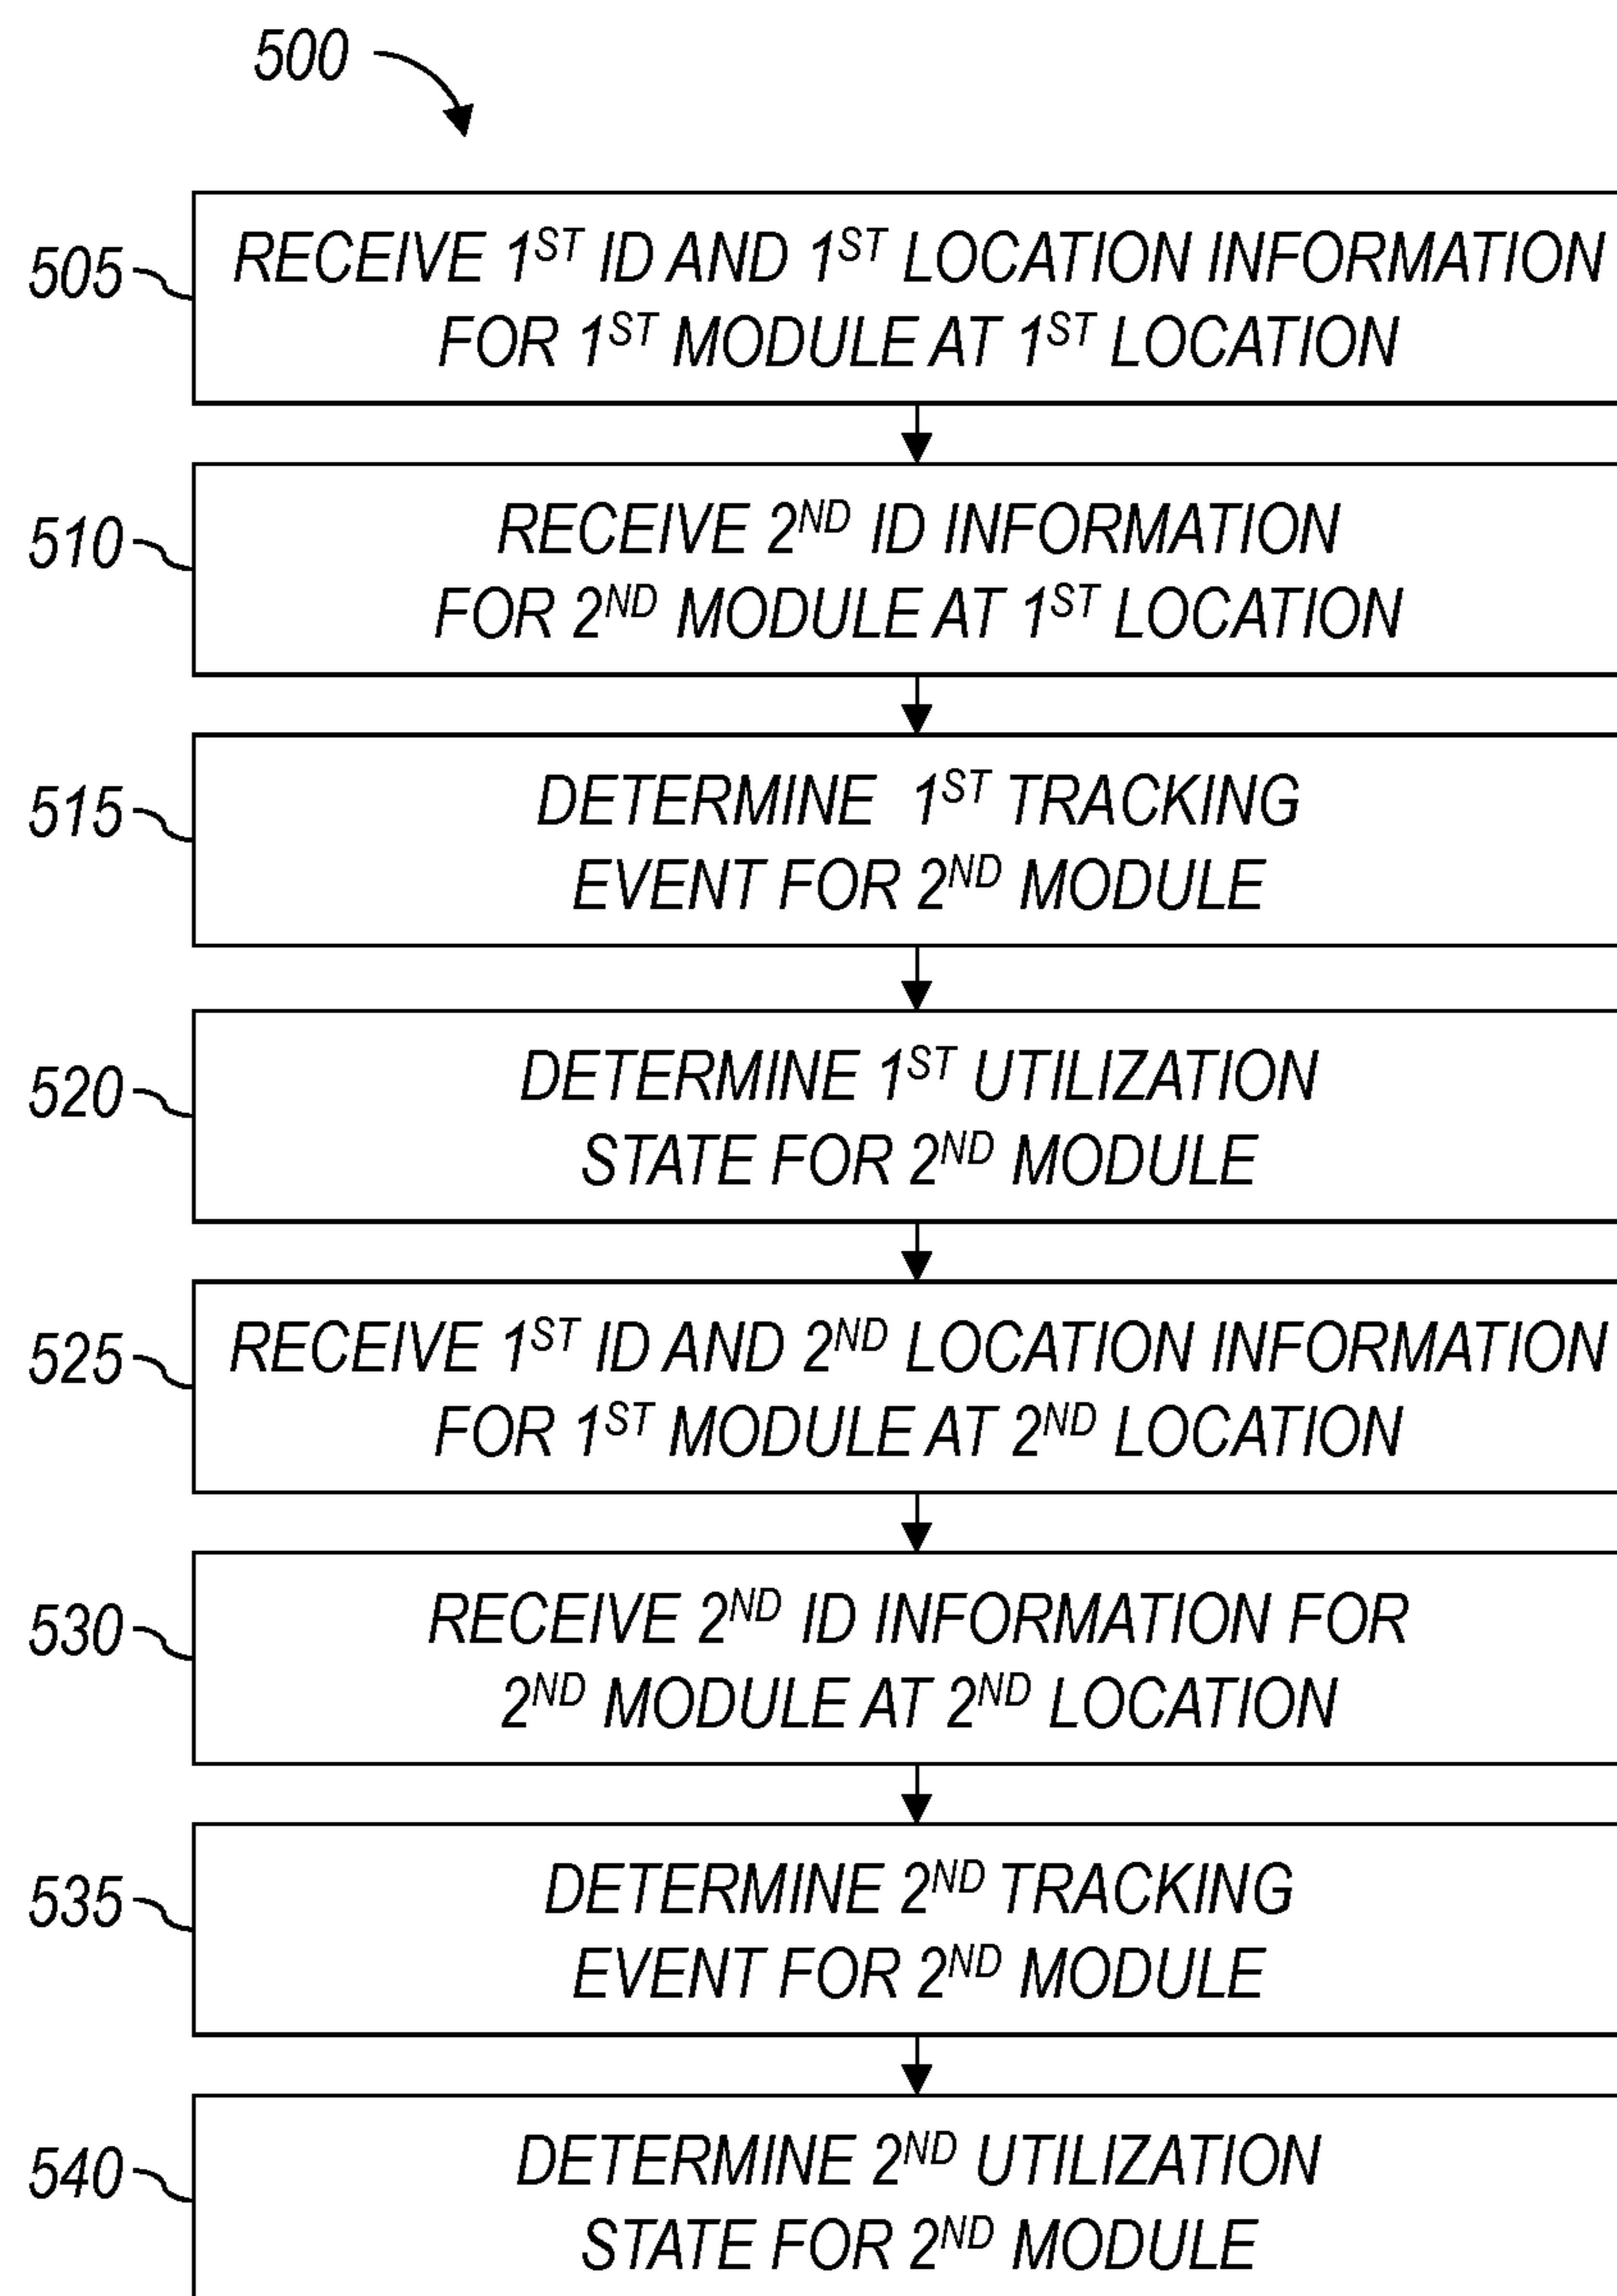 500
505
RECEIVE 1ST ID AND 1ST LOCATION INFORMATION
FOR 1ST MODULE AT 1ST LOCATION
510
RECEIVE 2ND ID INFORMATION
FOR 2ND MODULE AT 1ST LOCATION
515
DETERMINE 1ST TRACKING
EVENT FOR 2ND MODULE
520
DETERMINE 1ST UTILIZATION
STATE FOR 2ND MODULE
525
RECEIVE 1ST ID AND 2ND LOCATION INFORMATION
FOR 1ST MODULE AT 2ND LOCATION
530
RECEIVE 2ND ID INFORMATION FOR
2ND MODULE AT 2ND LOCATION
535
DETERMINE 2ND TRACKING
EVENT FOR 2ND MODULE
540
DETERMINE 2ND UTILIZATION
STATE FOR 2ND MODULE